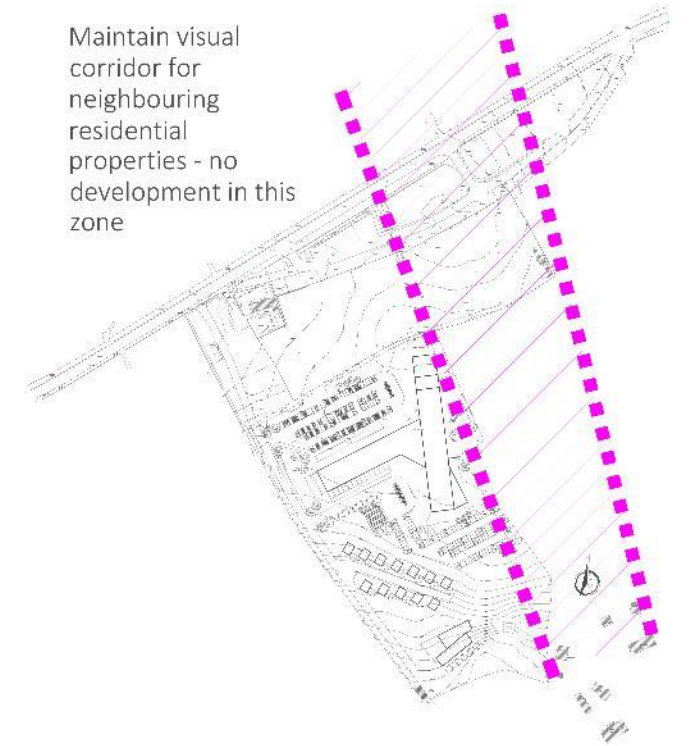 Maintain visual
corridor for
neighbouring
residential
properties - no
development in this
zone